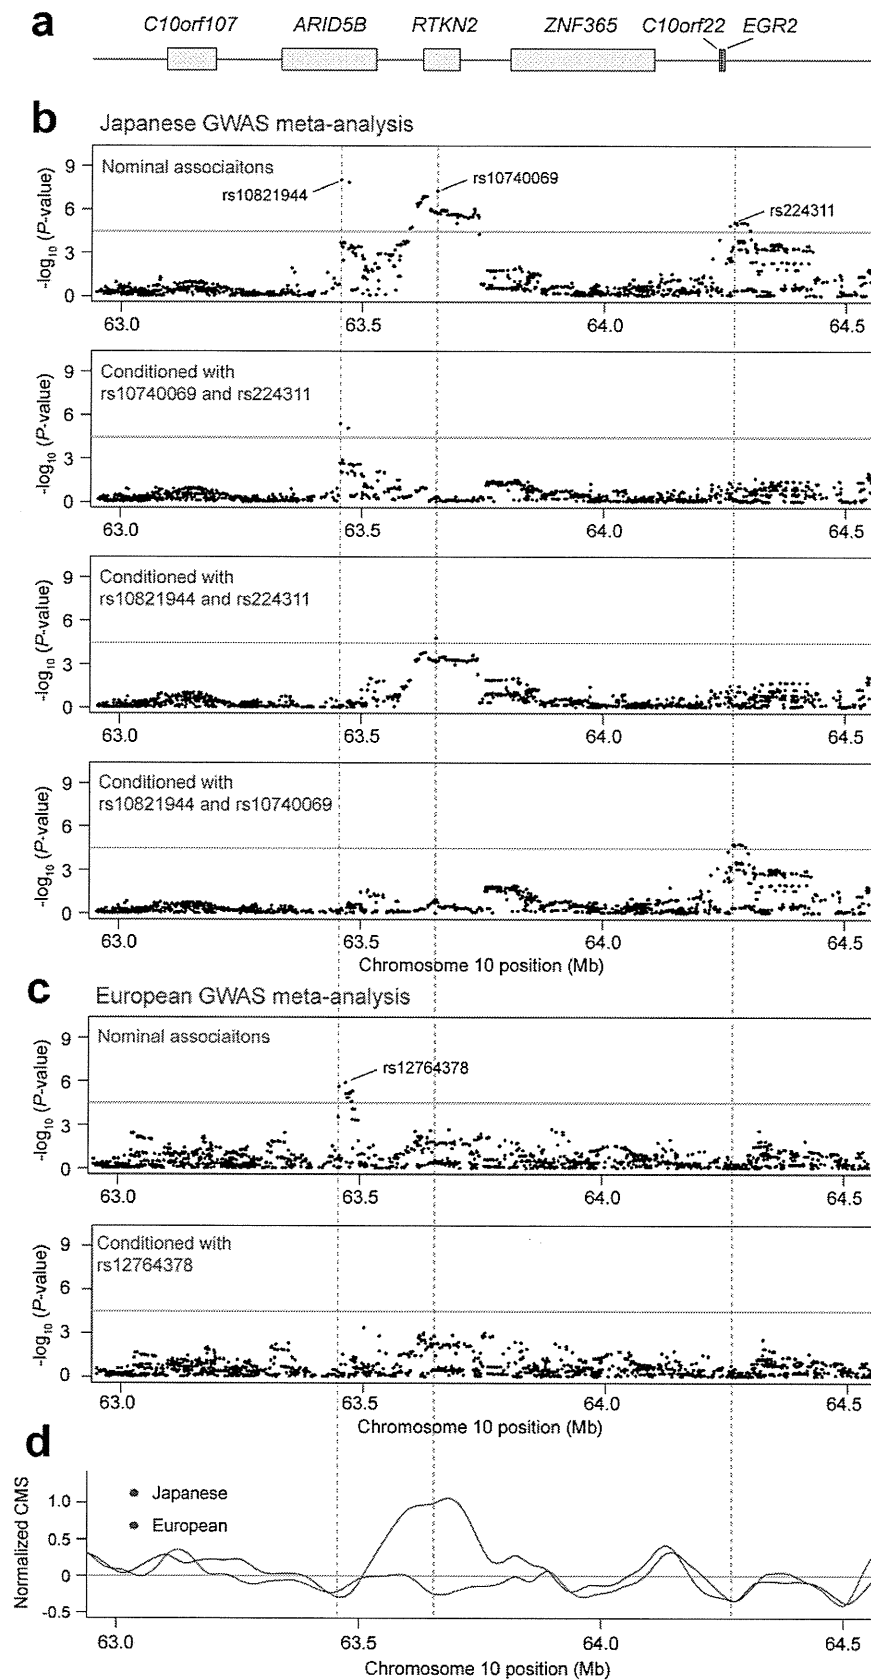 a
C10orf107 ARID5B RTKN2 ZNF365 C10orf22 EGR2
b
Japanese GWAS meta-analysis
Nominal associaitons
rs10821944
rs10740069
rs224311
-log10 (P-value)
9
6
3
0
63.0 63.5 64.0 64.5
Conditioned with
rs10740069 and rs224311
-log10 (P-value)
9
6
3
0
63.0 63.5 64.0 64.5
Conditioned with
rs10821944 and rs224311
-log10 (P-value)
9
6
3
0
63.0 63.5 64.0 64.5
Conditioned with
rs10821944 and rs10740069
-log10 (P-value)
9
6
3
0
63.0 63.5 64.0 64.5
Chromosome 10 position (Mb)
c
European GWAS meta-analysis
Nominal associaitons
rs12764378
-log10 (P-value)
9
6
3
0
63.0 63.5 64.0 64.5
Conditioned with
rs12764378
-log10 (P-value)
9
6
3
0
63.0 63.5 64.0 64.5
Chromosome 10 position (Mb)
d
Normalized CMS
Japanese
European
1.0
0.5
0
-0.5
63.0 63.5 64.0 64.5
Chromosome 10 position (Mb)